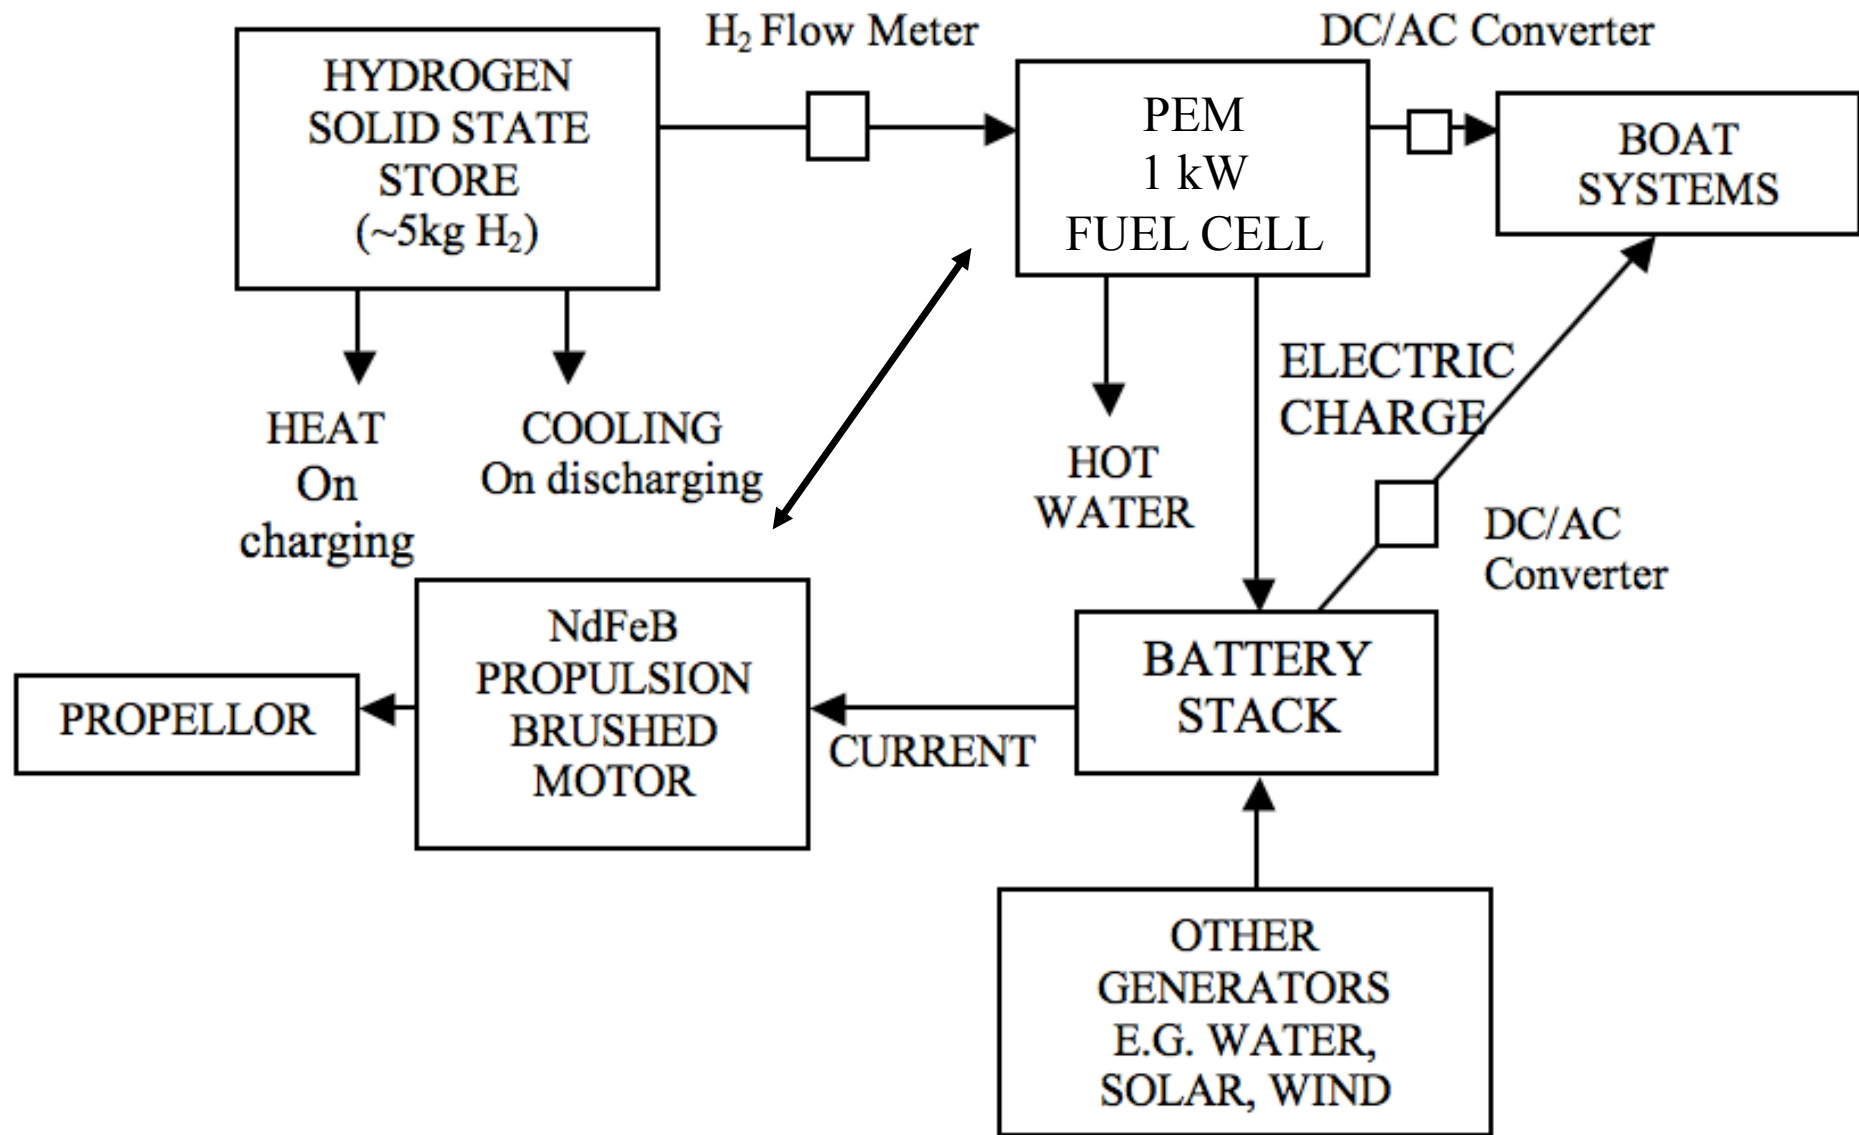 H₂ Flow Meter
DC/AC Converter
HYDROGEN
SOLID STATE
STORE
(~5kg H₂)
PEM
1 kW
FUEL CELL
BOAT
SYSTEMS
HEAT
On
charging
COOLING
On discharging
HOT
WATER
ELECTRIC
CHARGE
DC/AC
Converter
NdFeB
PROPULSION
BRUSHED
MOTOR
PROPELLOR
CURRENT
BATTERY
STACK
OTHER
GENERATORS
E.G. WATER,
SOLAR, WIND